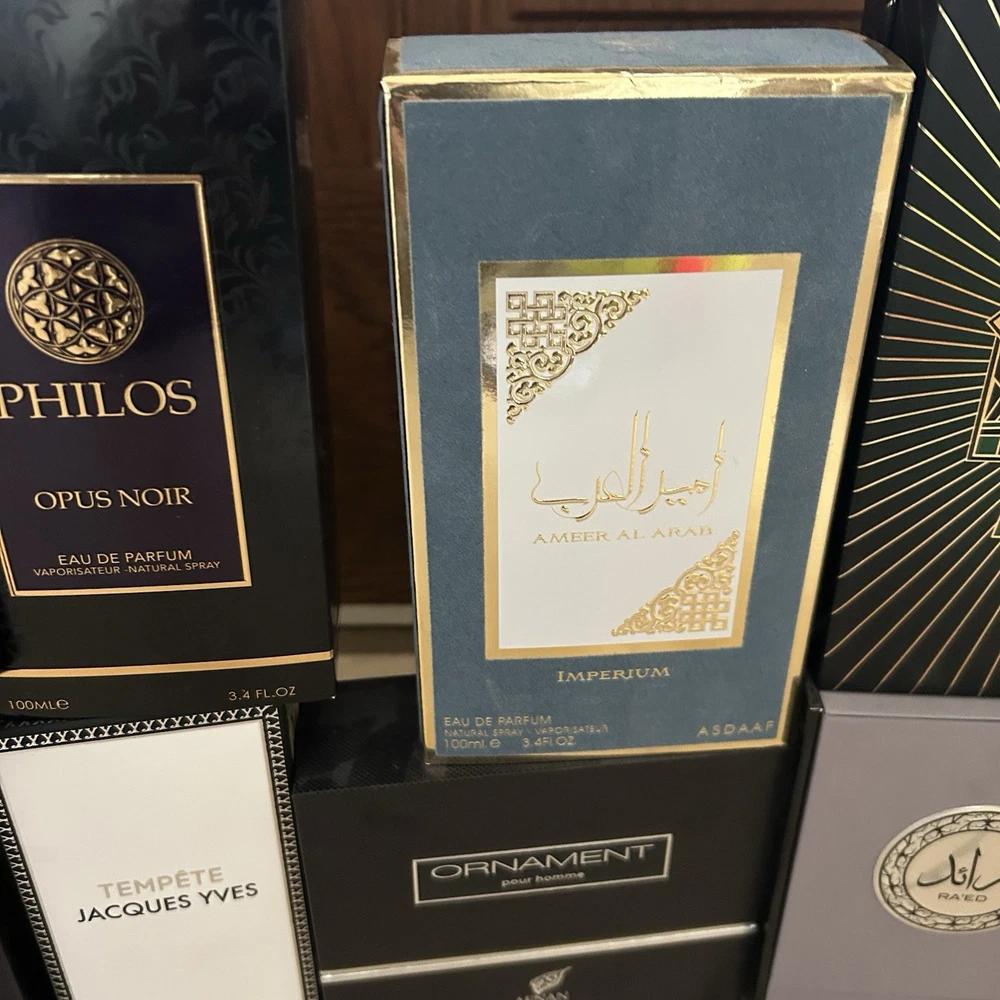 PHILOS
OPUS NOIR
EAU DE PARFUM
VAPORISATEUR - NATURAL SPRAY
100MLe
3.4 FL.OZ
أمير العرب
AMEER AL ARAB
IMPERIUM
EAU DE PARFUM
NATURAL SPRAY - VAPORISATEUR
100ml e 3.4Fl OZ
ASDAAF
TEMPÊTE
JACQUES YVES
ORNAMENT
pour homme
رائد
RA'ED
AFNAN